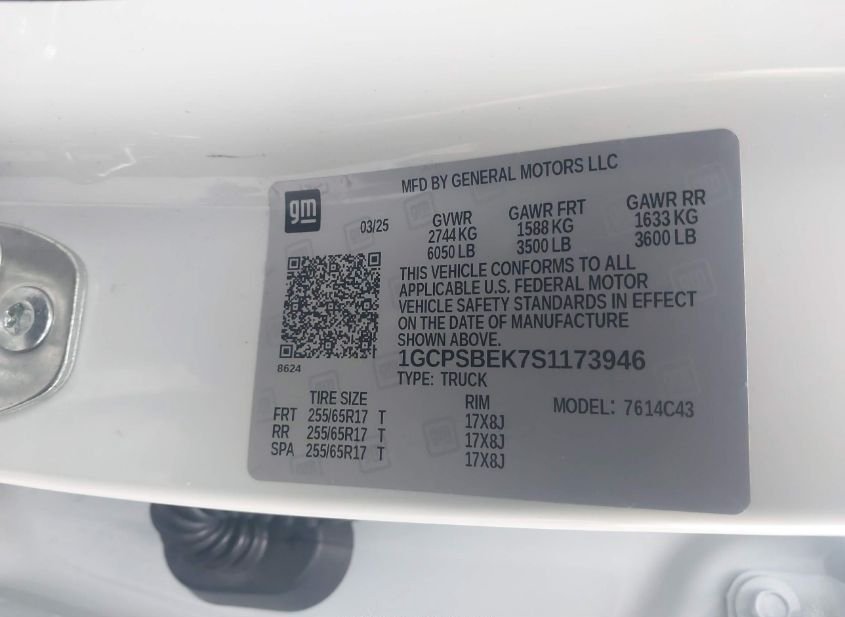 MFD BY GENERAL MOTORS LLC
gm
03/25
GVWR GAWR FRT GAWR RR
2744 KG 1588 KG 1633 KG
6050 LB 3500 LB 3600 LB
THIS VEHICLE CONFORMS TO ALL
APPLICABLE U.S. FEDERAL MOTOR
VEHICLE SAFETY STANDARDS IN EFFECT
ON THE DATE OF MANUFACTURE
SHOWN ABOVE.
8624
1GCPSBEK7S1173946
TYPE: TRUCK
TIRE SIZE RIM MODEL: 7614C43
FRT 255/65R17 T 17X8J
RR 255/65R17 T 17X8J
SPA 255/65R17 T 17X8J